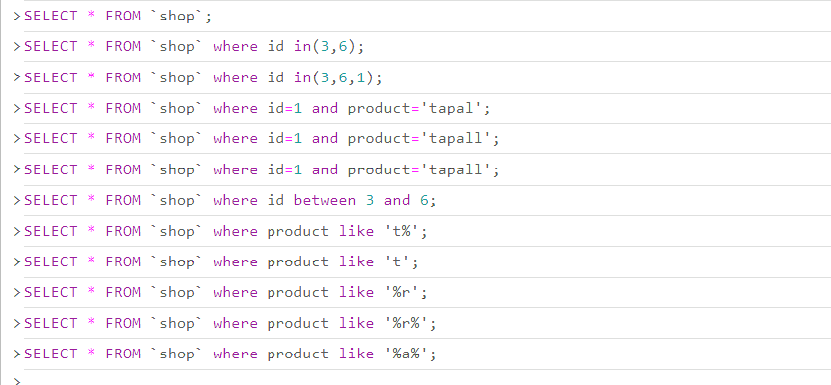 >SELECT * FROM `shop`;
>SELECT * FROM `shop` where id in(3,6);
>SELECT * FROM `shop` where id in(3,6,1);
>SELECT * FROM `shop` where id=1 and product='tapal';
>SELECT * FROM `shop` where id=1 and product='tapall';
>SELECT * FROM `shop` where id=1 and product='tapall';
>SELECT * FROM `shop` where id between 3 and 6;
>SELECT * FROM `shop` where product like 't%';
>SELECT * FROM `shop` where product like 't';
>SELECT * FROM `shop` where product like '%r';
>SELECT * FROM `shop` where product like '%r%';
>SELECT * FROM `shop` where product like '%a%';
>